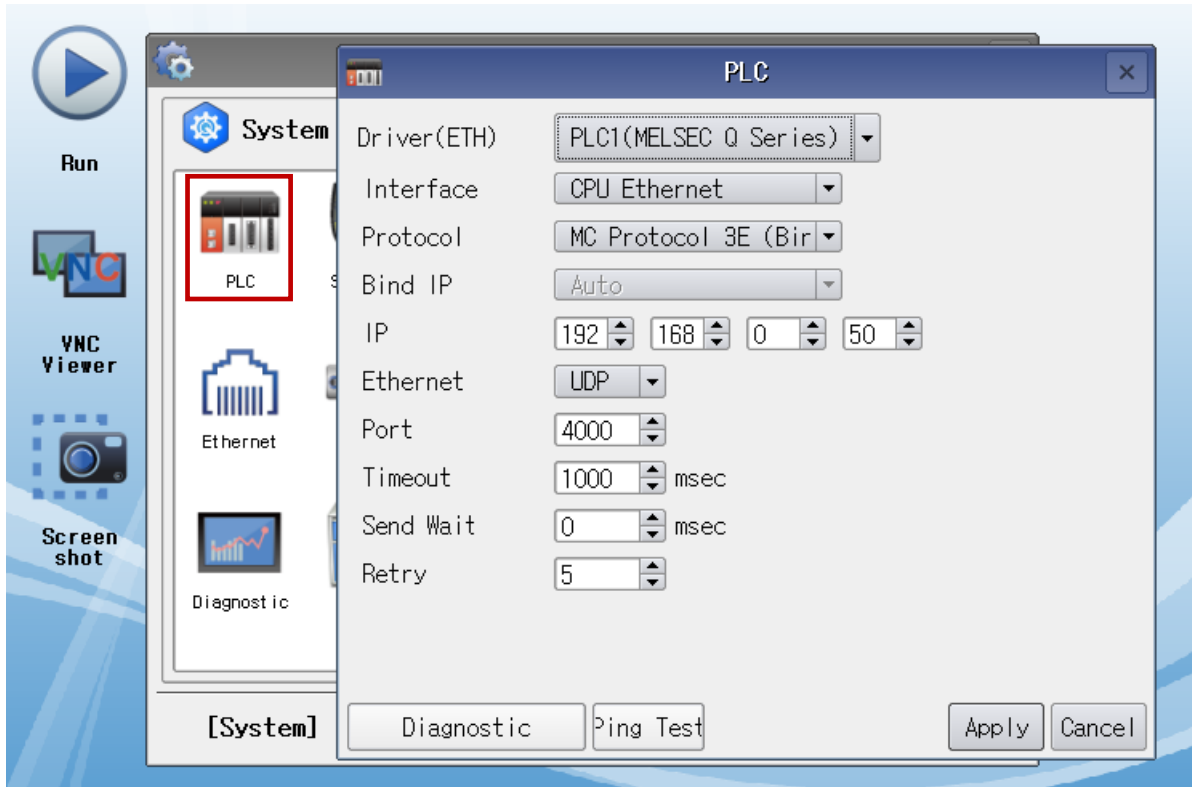 Run
VNC
VNC
Viewer
Screen
shot
System
PLC
Ethernet
Diagnostic
[System]
PLC
Driver(ETH) PLC1(MELSEC Q Series)
Interface CPU Ethernet
Protocol MC Protocol 3E (Bir
Bind IP Auto
IP 192 168 0 50
Ethernet UDP
Port 4000
Timeout 1000 msec
Send Wait 0 msec
Retry 5
Diagnostic Ping Test Apply Cancel